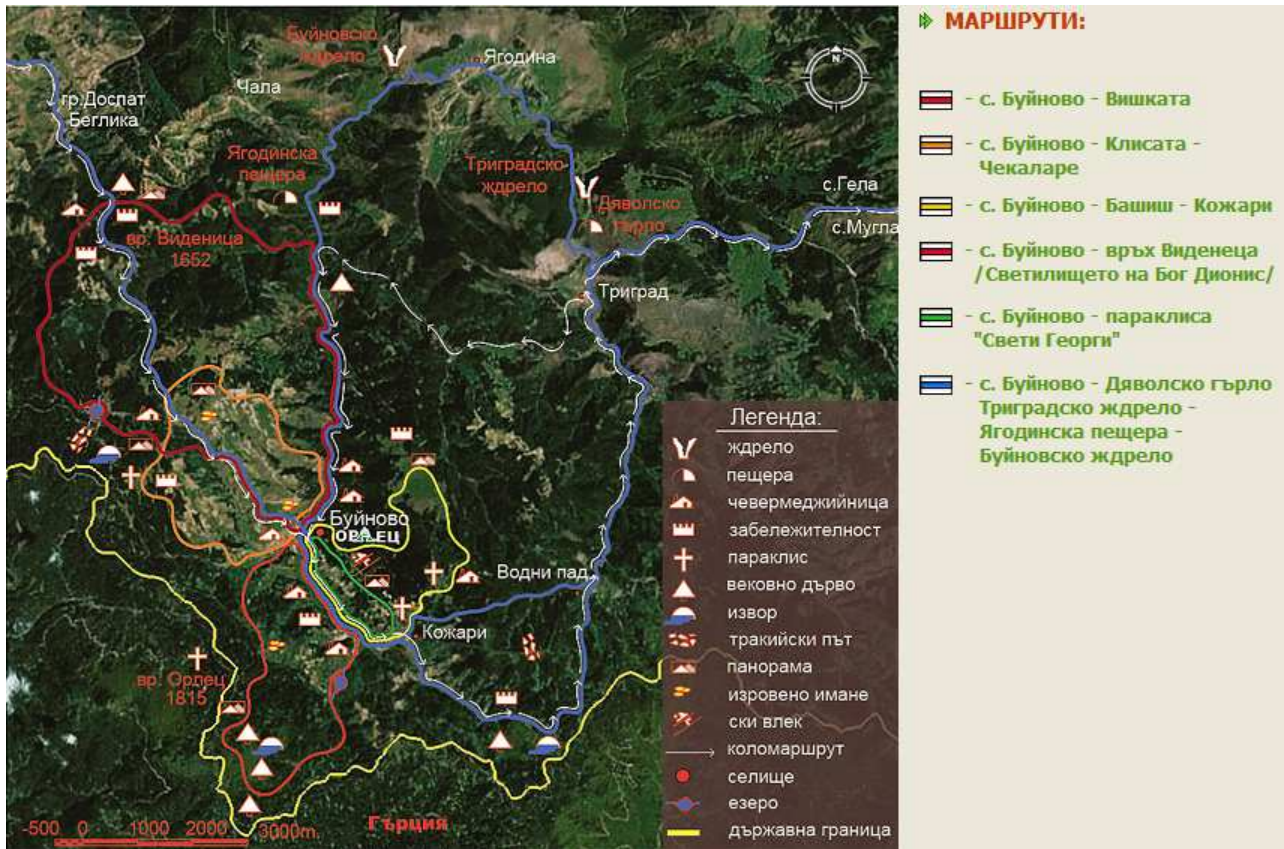 МАРШРУТИ:
- с. Буйново - Вишката
- с. Буйново - Клисата -
Чекаларе
- с. Буйново - Башиш - Кожари
- с. Буйново - връх Виденеца
/Светилището на Бог Дионис/
- с. Буйново - параклиса
"Свети Георги"
- с. Буйново - Дяволско гърло
Триградско ждрело -
Ягодинска пещера -
Буйновско ждрело
Буйновско
ждрело
Ягодина
N
Чала
гр.Доспат
Беглика
Ягодинска
пещера
Триградско
ждрело
Дяволско
гърло
с.Гела
с.Мугла
вр. Виденица
1652
Триград
Буйново
ОРЛЕЦ
Водни пад.
Кожари
вр. Орлец
1815
Гърция
-500 0 1000 2000 3000m.
Легенда:
ждрело
пещера
чевермеджийница
забележителност
параклис
вековно дърво
извор
тракийски път
панорама
изровено имане
ски влек
коломаршрут
селище
езеро
държавна граница